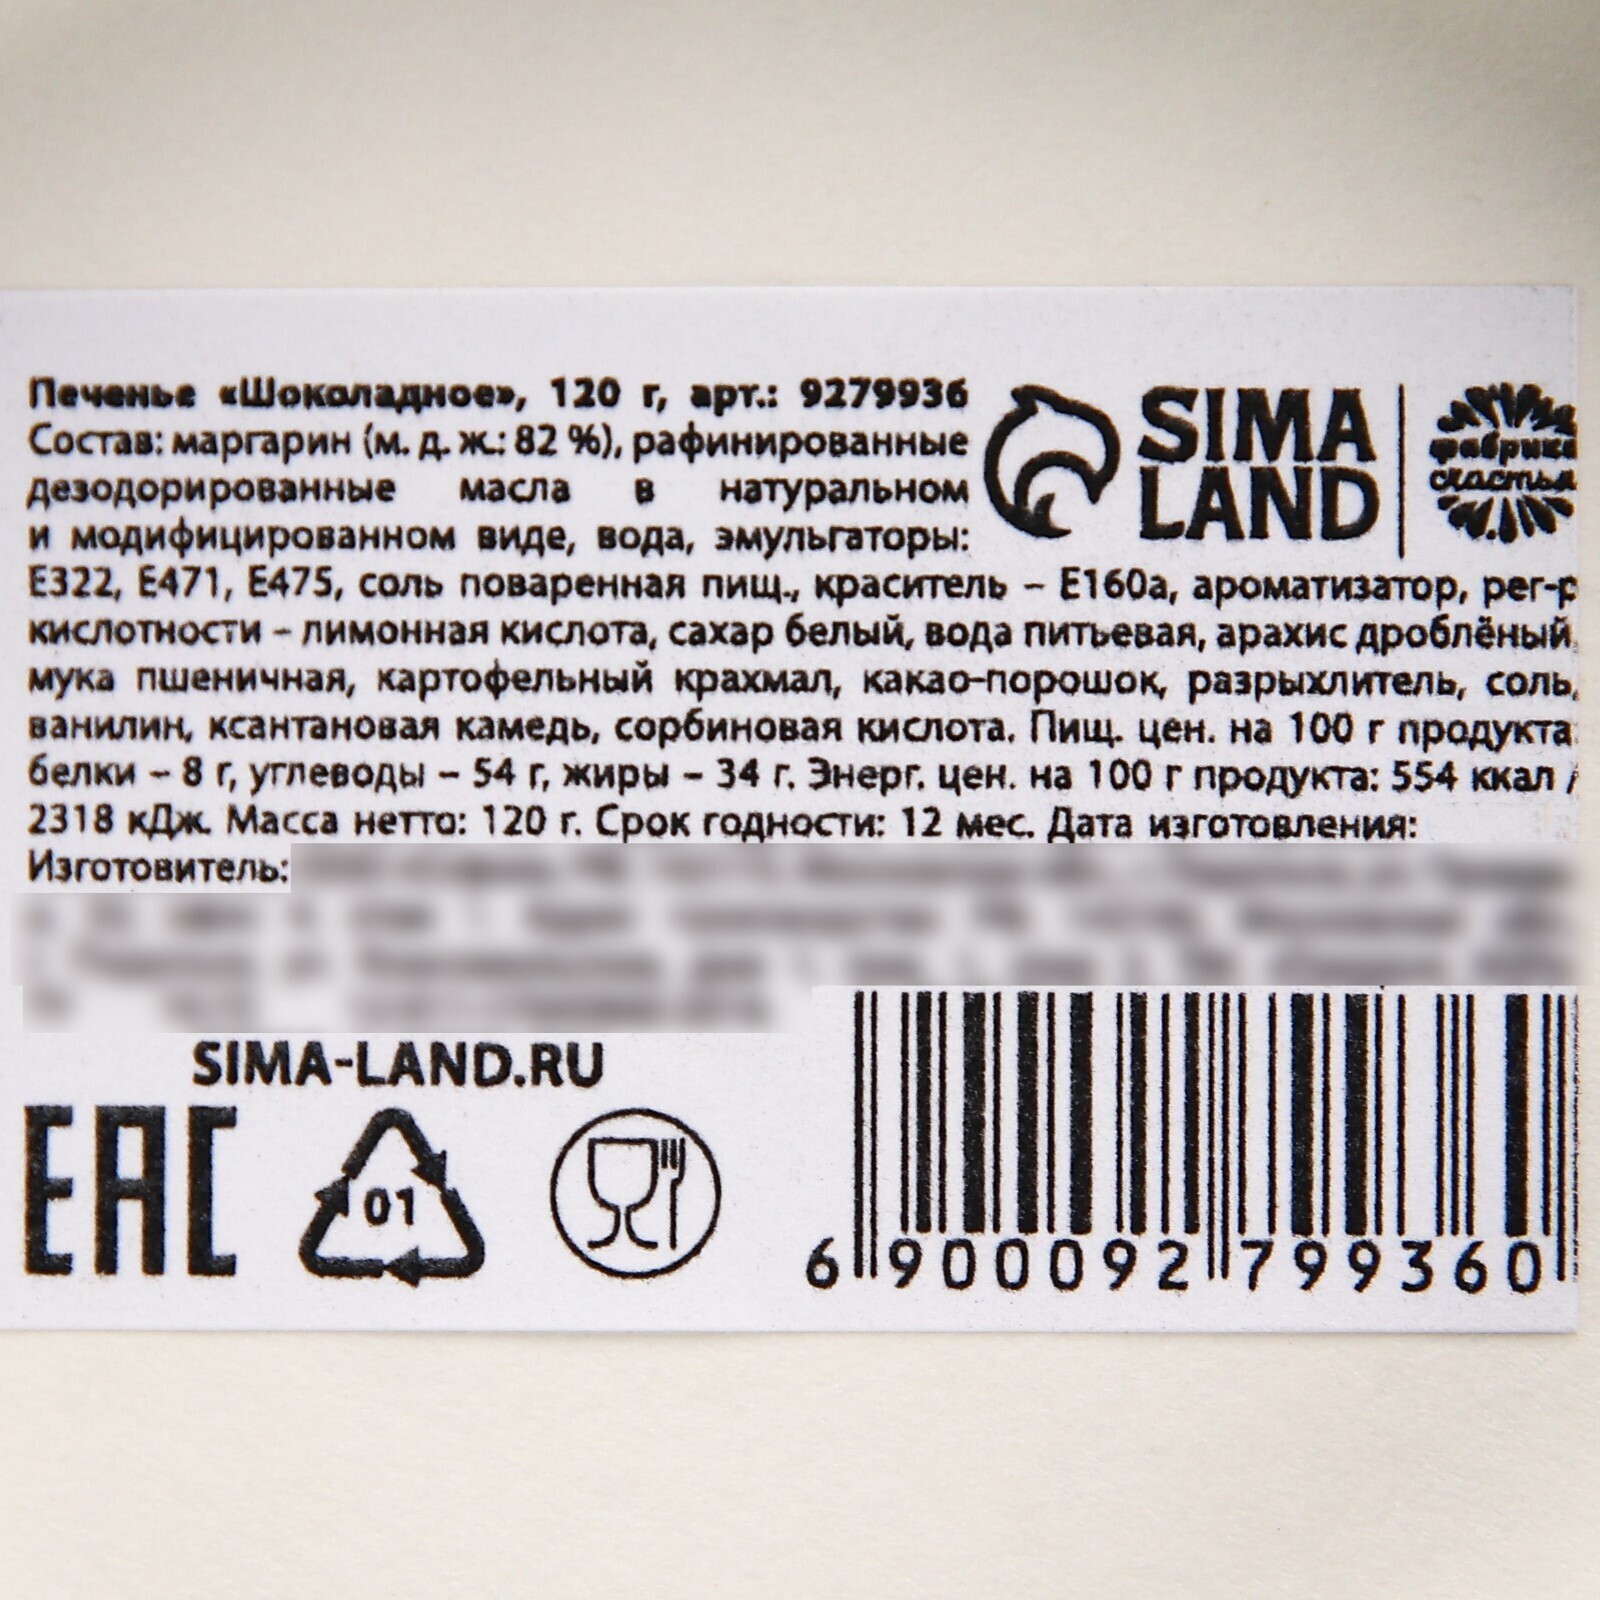 Печенье «Шоколадное», 120 г, арт.: 9279936
Состав: маргарин (м. д. ж.: 82 %), рафинированные
дезодорированные масла в натуральном
и модифицированном виде, вода, эмульгаторы:
Е322, Е471, Е475, соль поваренная пищ., краситель – Е160а, ароматизатор, рег-р
кислотности – лимонная кислота, сахар белый, вода питьевая, арахис дроблёный,
мука пшеничная, картофельный крахмал, какао-порошок, разрыхлитель, соль,
ванилин, ксантановая камедь, сорбиновая кислота. Пищ. цен. на 100 г продукта:
белки – 8 г, углеводы – 54 г, жиры – 34 г. Энерг. цен. на 100 г продукта: 554 ккал /
2318 кДж. Масса нетто: 120 г. Срок годности: 12 мес. Дата изготовления:
Изготовитель:
SIMA
LAND
фабрика
счастья
SIMA-LAND.RU
EAC
01
6 900092 799360